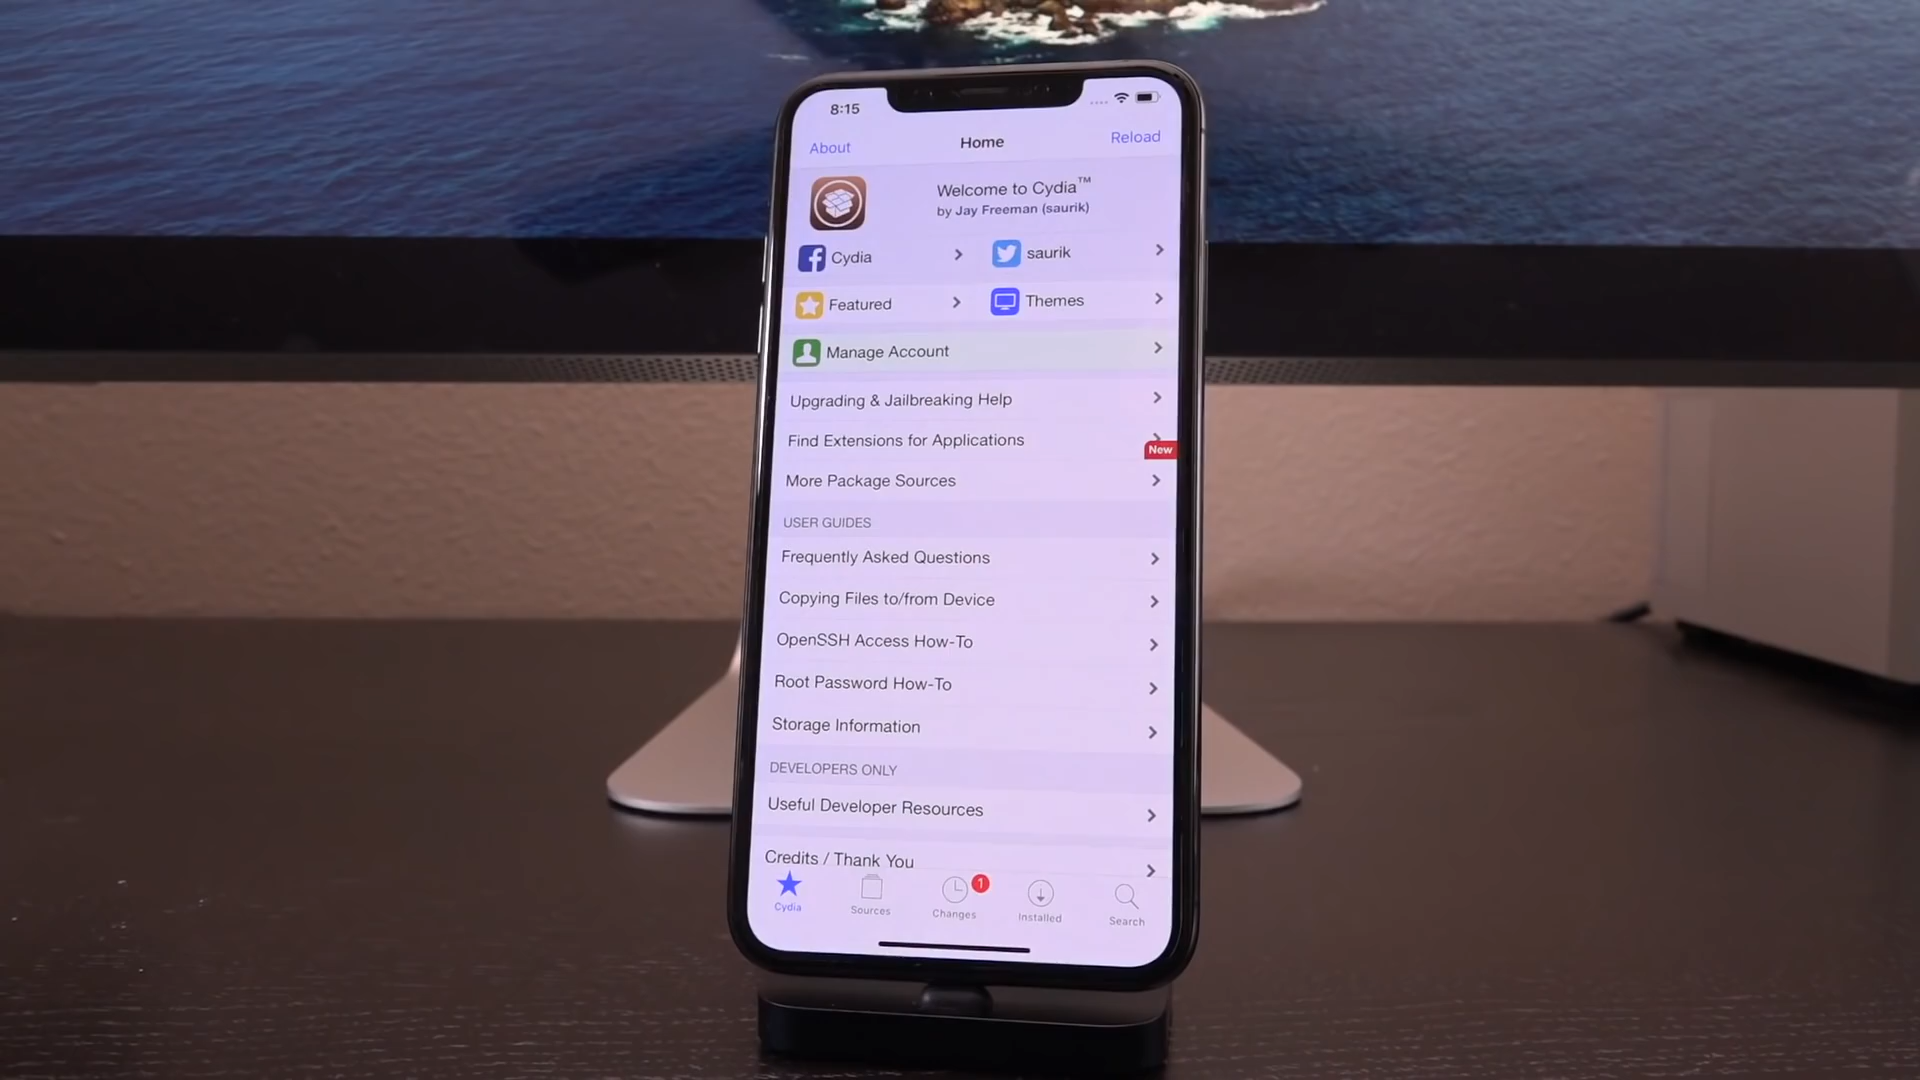 8:15
About
Home
Reload
Welcome to Cydia™
by Jay Freeman (saurik)
Cydia
saurik
Featured
Themes
Manage Account
Upgrading & Jailbreaking Help
Find Extensions for Applications
New
More Package Sources
USER GUIDES
Frequently Asked Questions
Copying Files to/from Device
OpenSSH Access How-To
Root Password How-To
Storage Information
DEVELOPERS ONLY
Useful Developer Resources
Credits / Thank You
1
Cydia
Sources
Changes
Installed
Search